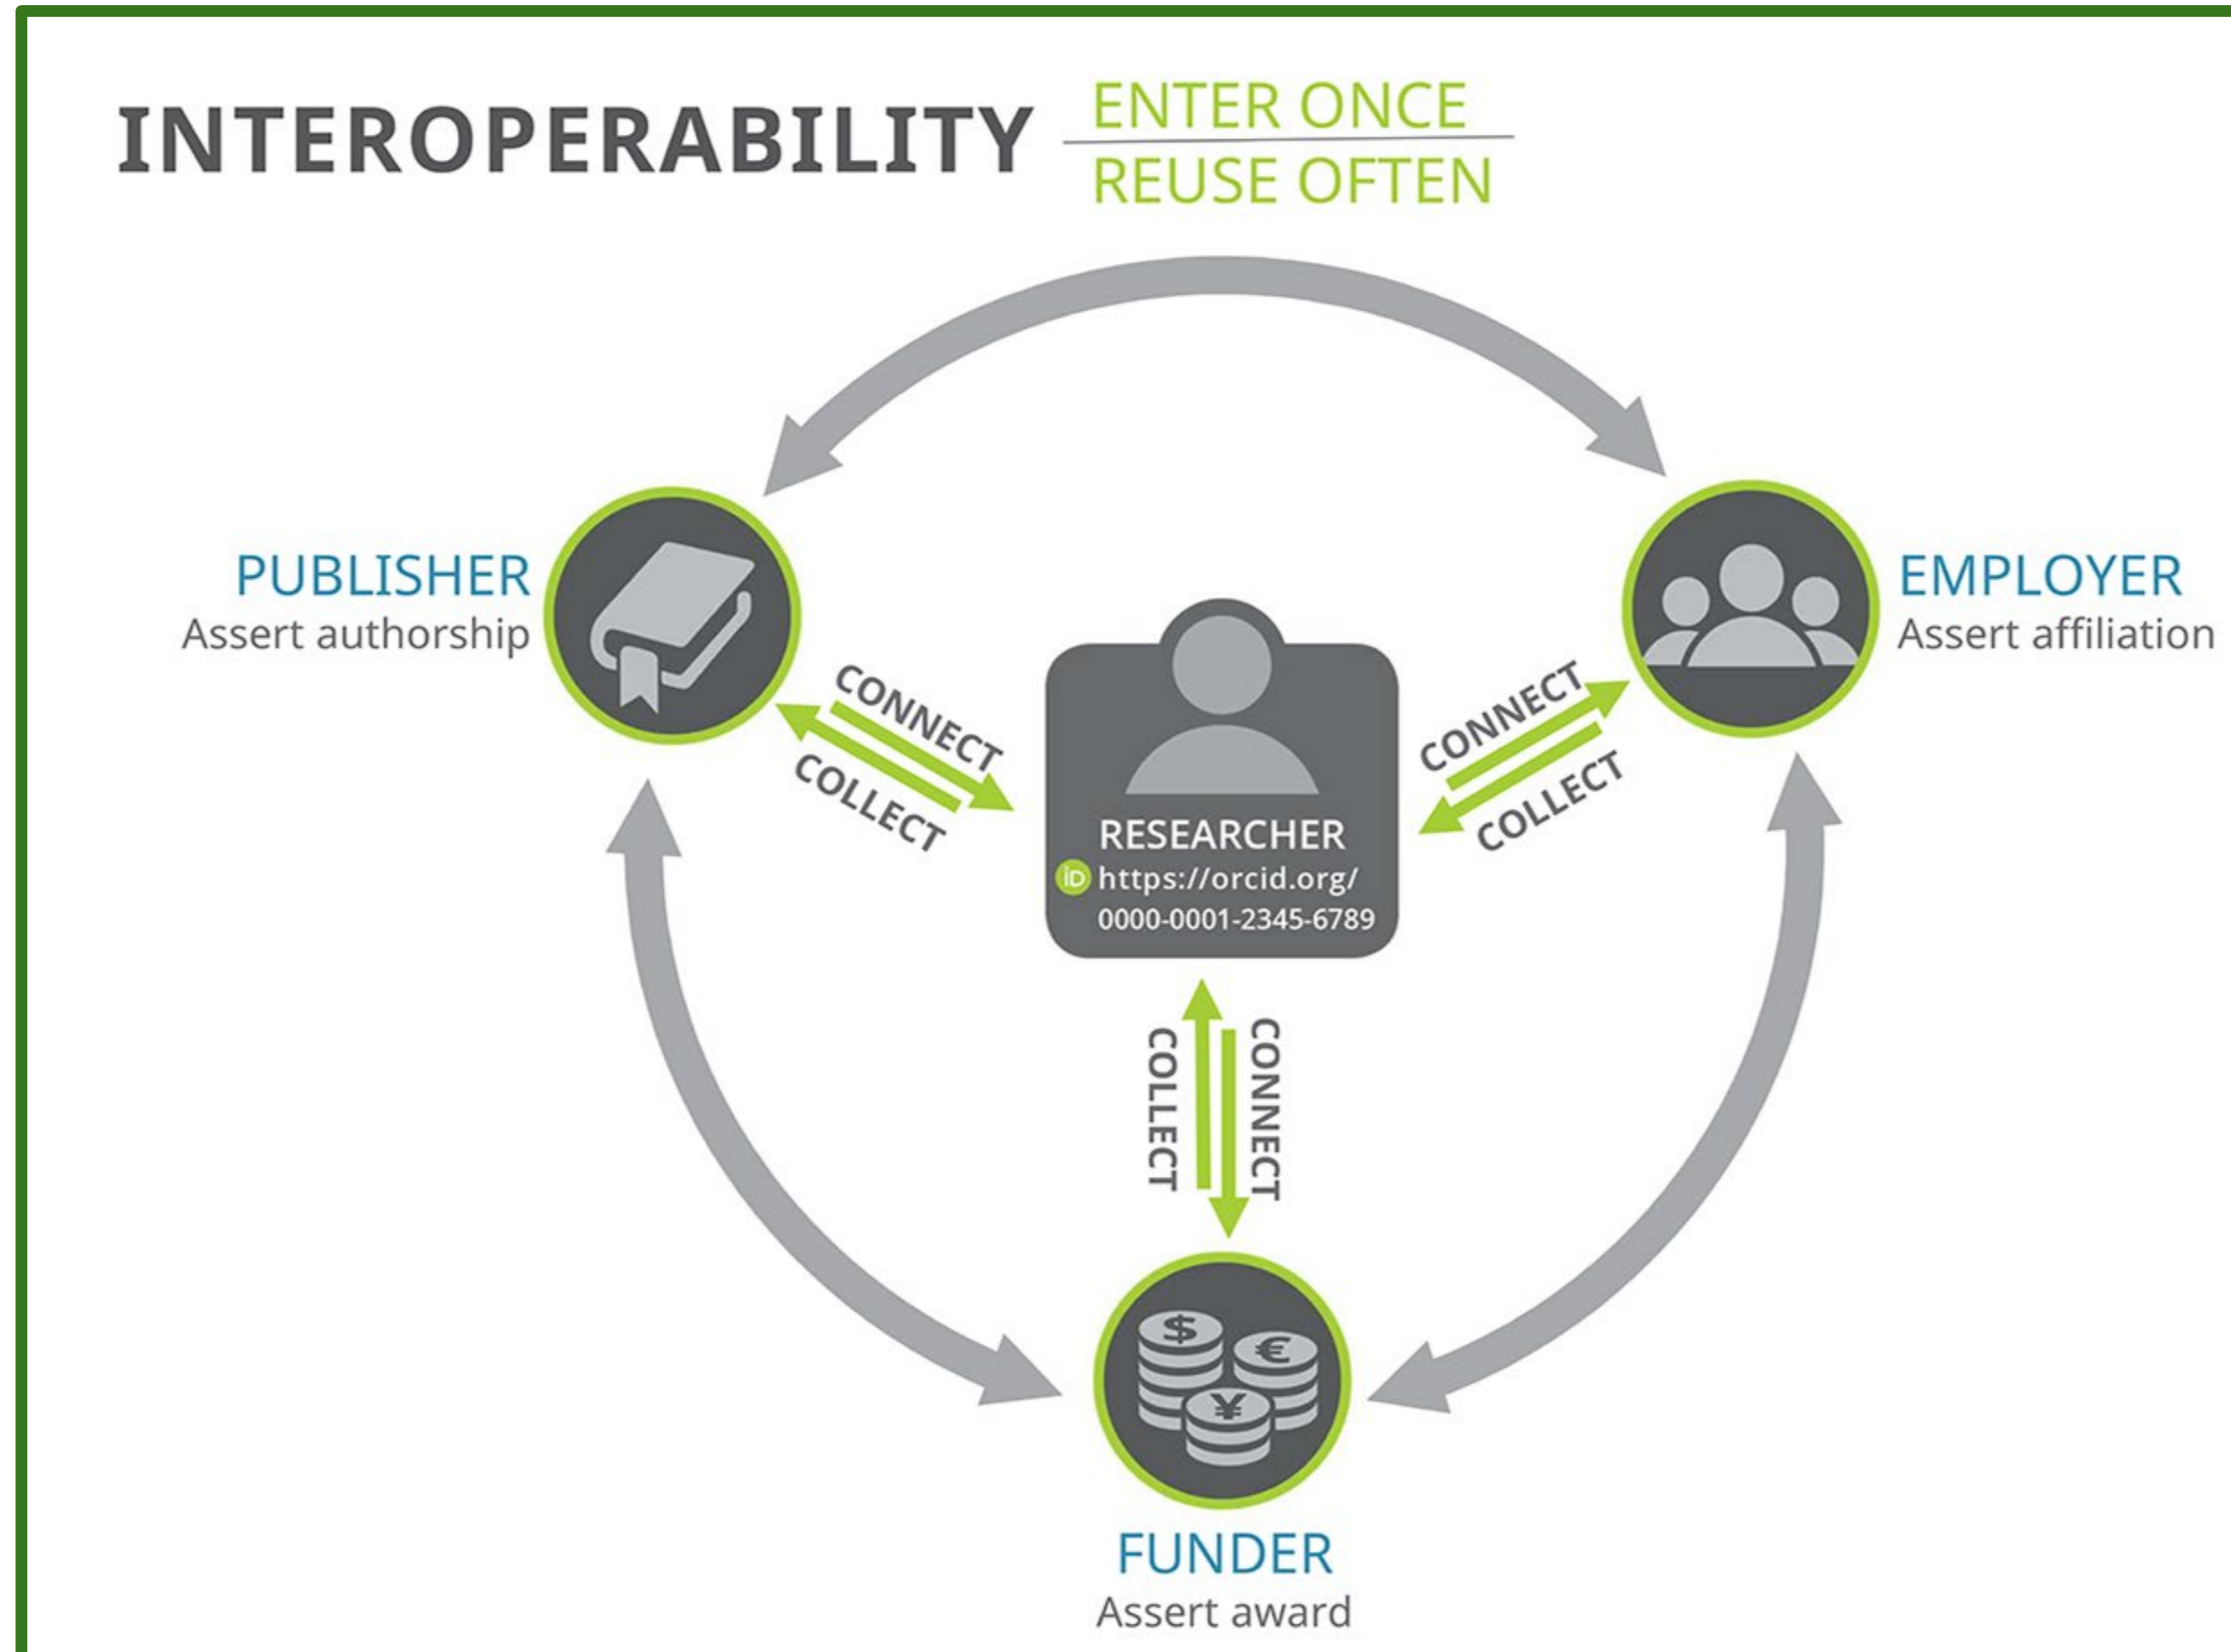 INTEROPERABILITY
ENTER ONCE
REUSE OFTEN
PUBLISHER
Assert authorship
EMPLOYER
Assert affiliation
CONNECT
COLLECT
CONNECT
COLLECT
RESEARCHER
iD https://orcid.org/
0000-0001-2345-6789
COLLECT
CONNECT
$
€
¥
FUNDER
Assert award